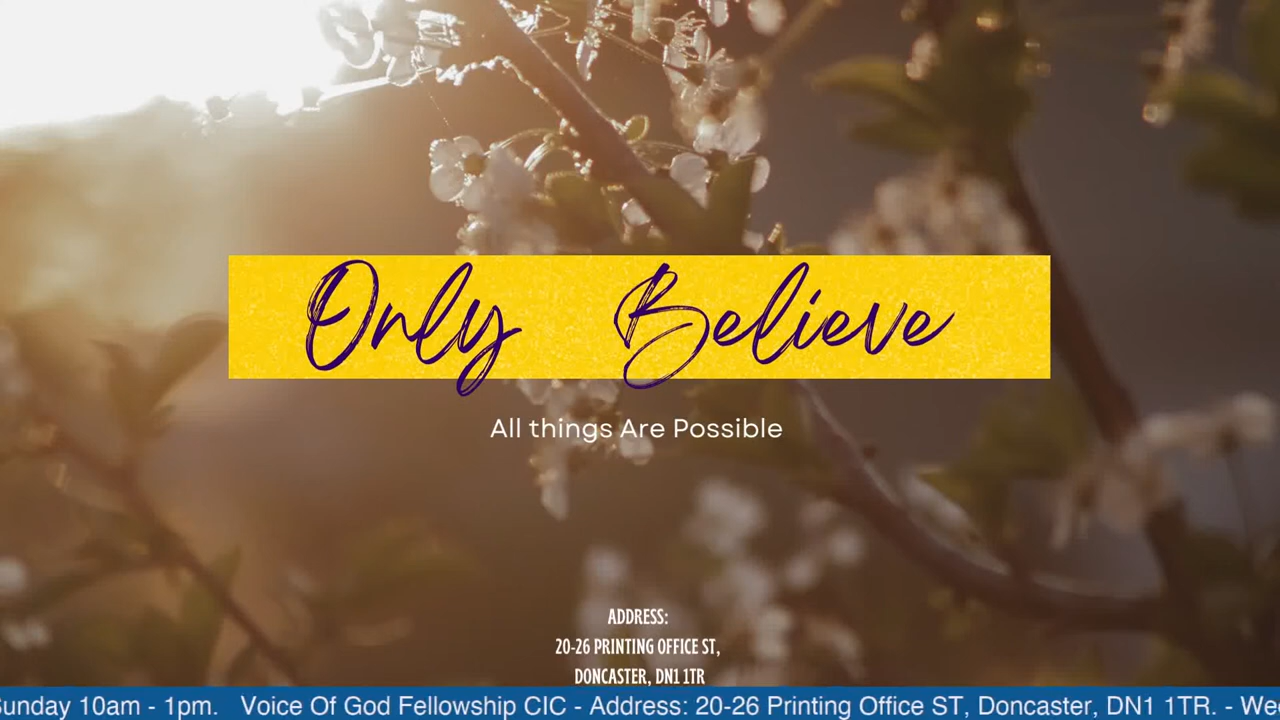 Only Believe
All things Are Possible
ADDRESS:
20-26 PRINTING OFFICE ST,
DONCASTER, DN1 1TR
Sunday 10am - 1pm. Voice Of God Fellowship CIC - Address: 20-26 Printing Office ST, Doncaster, DN1 1TR. - We